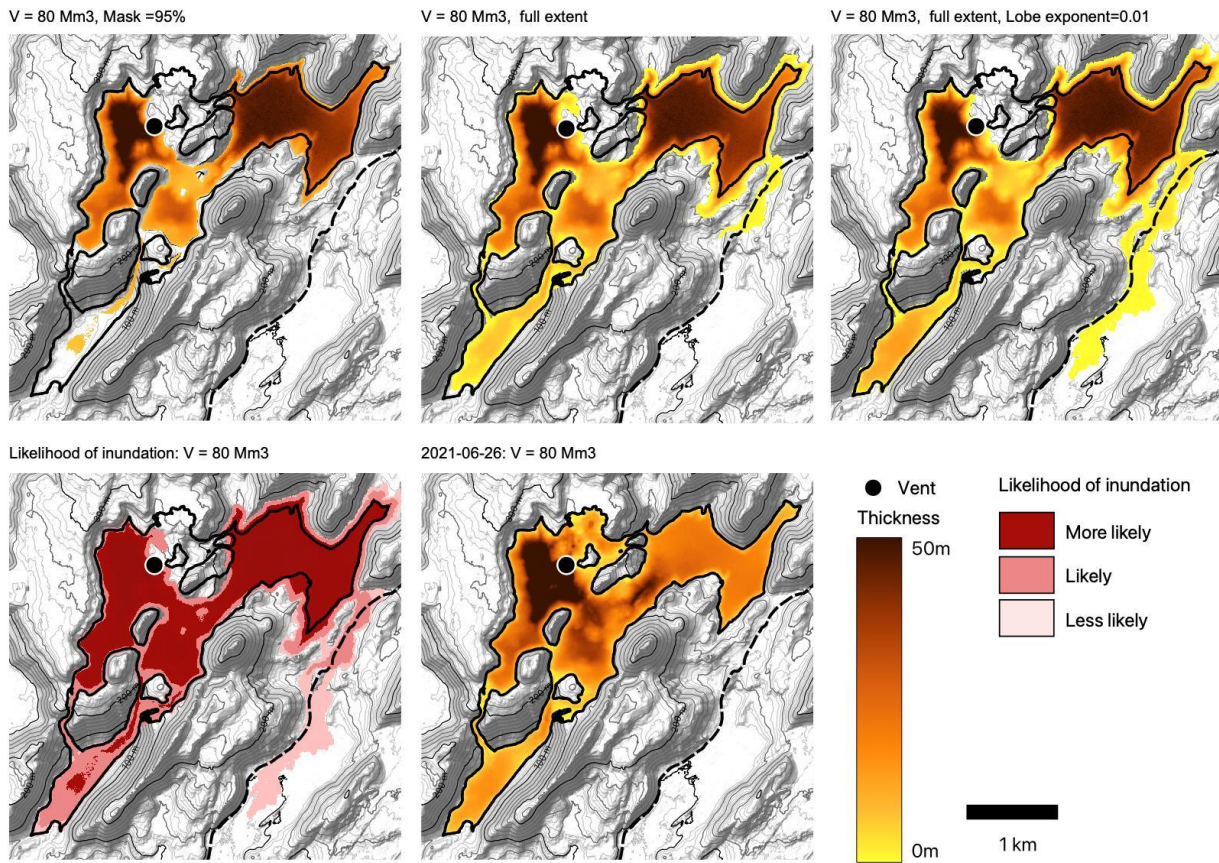 V = 80 Mm3, Mask =95%
V = 80 Mm3,  full extent
V = 80 Mm3,  full extent, Lobe exponent=0.01
Likelihood of inundation: V = 80 Mm3
2021-06-26: V = 80 Mm3
Vent
Thickness
50m
0m
Likelihood of inundation
More likely
Likely
Less likely
1 km